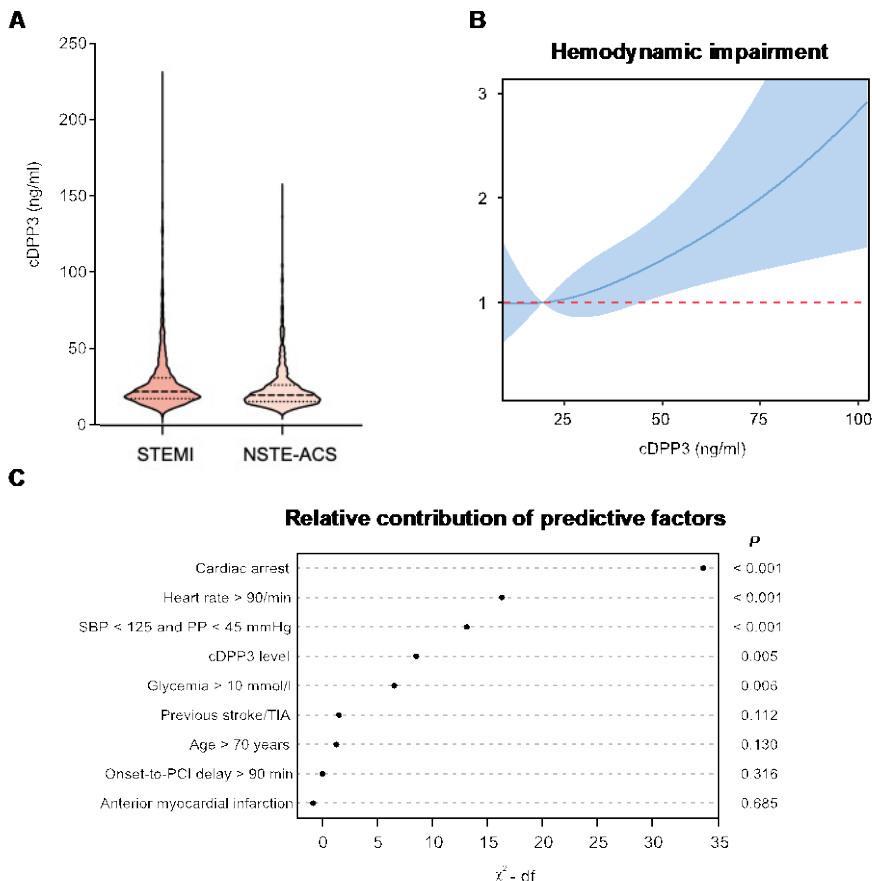 A
250
200
150
100
50
0
cDPP3 (ng/ml)
STEMI NSTE-ACS
B
Hemodynamic impairment
3
2
1
25 50 75 100
cDPP3 (ng/ml)
C
Relative contribution of predictive factors
P
Cardiac arrest < 0.001
Heart rate > 90/min < 0.001
SBP < 125 and PP < 45 mmHg < 0.001
cDPP3 level 0.005
Glycemia > 10 mmol/l 0.006
Previous stroke/TIA 0.112
Age > 70 years 0.130
Onset-to-PCI delay > 90 min 0.316
Anterior myocardial infarction 0.685
0 5 10 15 20 25 30 35
χ² - df